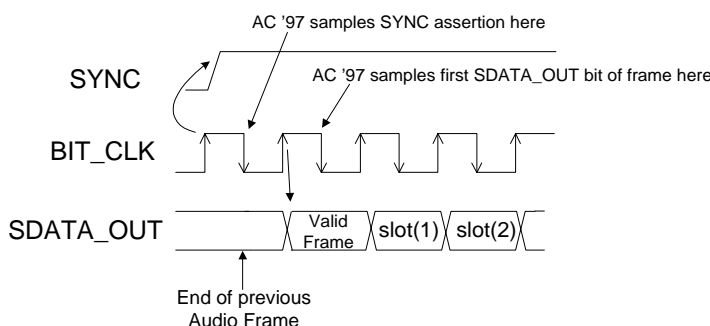 AC '97 samples SYNC assertion here
SYNC
AC '97 samples first SDATA_OUT bit of frame here
BIT_CLK
SDATA_OUT
Valid
Frame
slot(1)
slot(2)
End of previous
Audio Frame